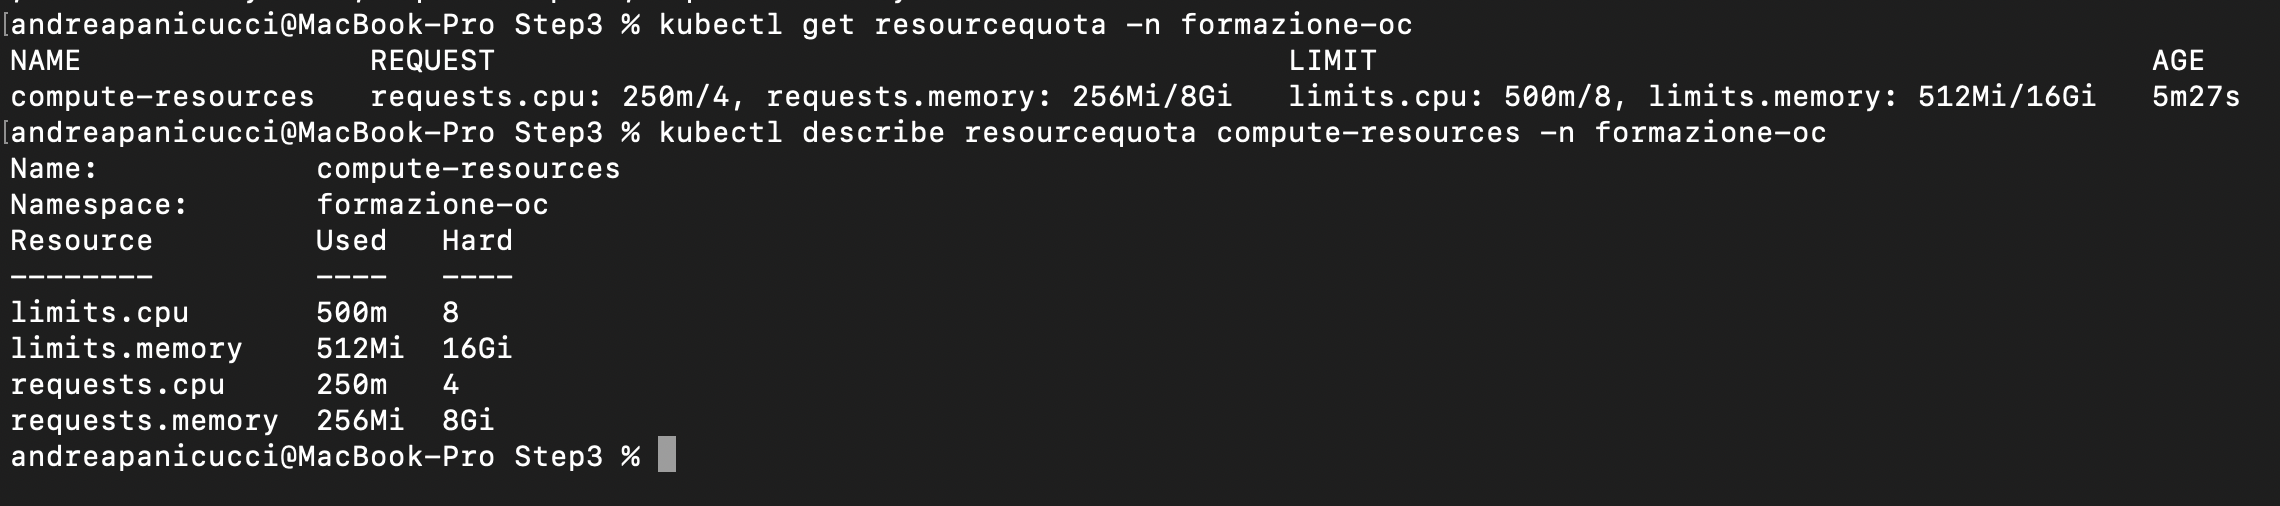 [andreapanicucci@MacBook-Pro Step3 % kubectl get resourcequota -n formazione-oc
NAME                REQUEST                                            LIMIT                                           AGE
compute-resources   requests.cpu: 250m/4, requests.memory: 256Mi/8Gi   limits.cpu: 500m/8, limits.memory: 512Mi/16Gi   5m27s
[andreapanicucci@MacBook-Pro Step3 % kubectl describe resourcequota compute-resources -n formazione-oc
Name:            compute-resources
Namespace:       formazione-oc
Resource         Used   Hard
--------         ----   ----
limits.cpu       500m   8
limits.memory    512Mi  16Gi
requests.cpu     250m   4
requests.memory  256Mi  8Gi
andreapanicucci@MacBook-Pro Step3 %